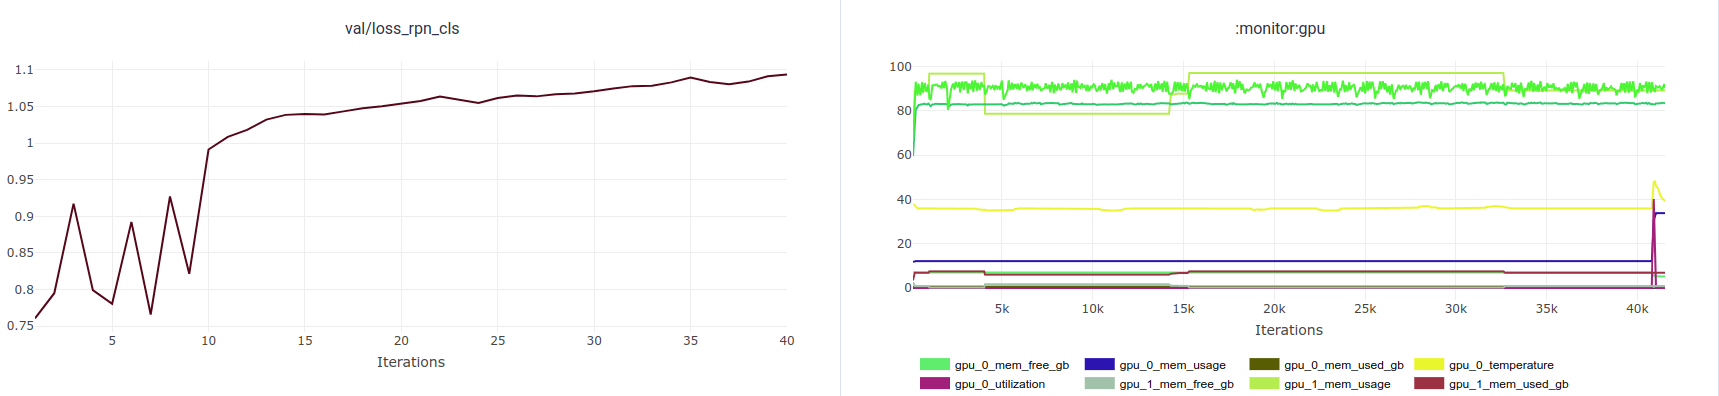 val/loss_rpn_cls
1.1
1.05
1
0.95
0.9
0.85
0.8
0.75
5 10 15 20 25 30 35 40
Iterations
:monitor:gpu
100
80
60
40
20
0
5k 10k 15k 20k 25k 30k 35k 40k
Iterations
gpu_0_mem_free_gb gpu_0_mem_usage gpu_0_mem_used_gb gpu_0_temperature
gpu_0_utilization gpu_1_mem_free_gb gpu_1_mem_usage gpu_1_mem_used_gb